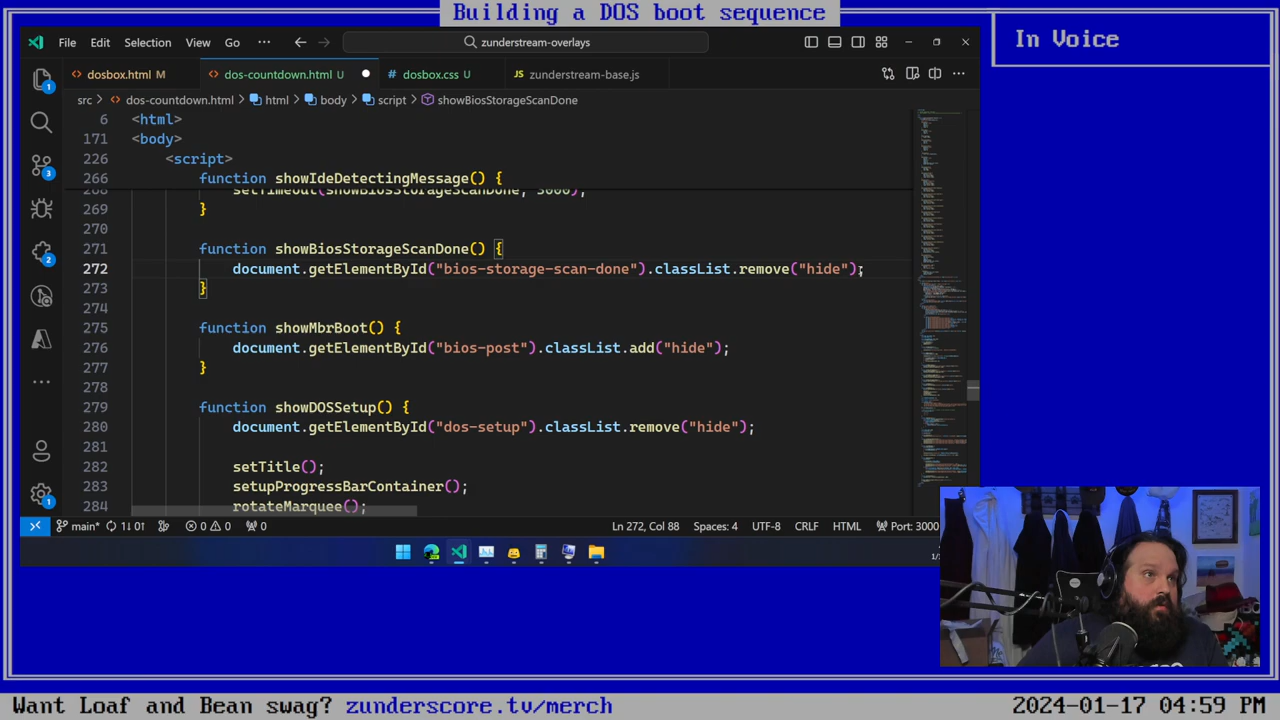 Building a DOS boot sequence
In Voice
File Edit Selection View Go ··· zunderstream-overlays
dosbox.html M dos-countdown.html U dosbox.css U zunderstream-base.js
src > dos-countdown.html > html > body > script > showBiosStorageScanDone
6 <html>
171 <body>
226 <script>
266 function showIdeDetectingMessage() {
268 setTimeout(showBiosStorageScanDone, 3000);
269 }
270
271 function showBiosStorageScanDone() {
272 document.getElementById("bios-storage-scan-done").classList.remove("hide");
273 }
274
275 function showMbrBoot() {
276 .classList.add("hide");
277 }
278
279 function showDOSSetup()
280 document.getElementById("dos-setup").classList.remove("hide");
281
282 setTitle();
283 setupProgressBarContainer();
284 rotateMarquee();
main* 1↓ 0↑ 0 0 0 Ln 272, Col 88 Spaces: 4 UTF-8 CRLF HTML Port: 3000
Want Loaf and Bean swag? zunderscore.tv/merch 2024-01-17 04:59 PM